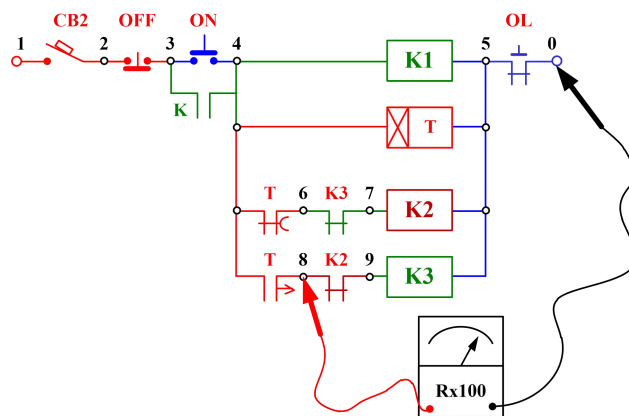 CB2 OFF ON OL
1 2 3 4 5 0
K1
K
T
T 6 K3 7
K2
T 8 K2 9
K3
Rx100